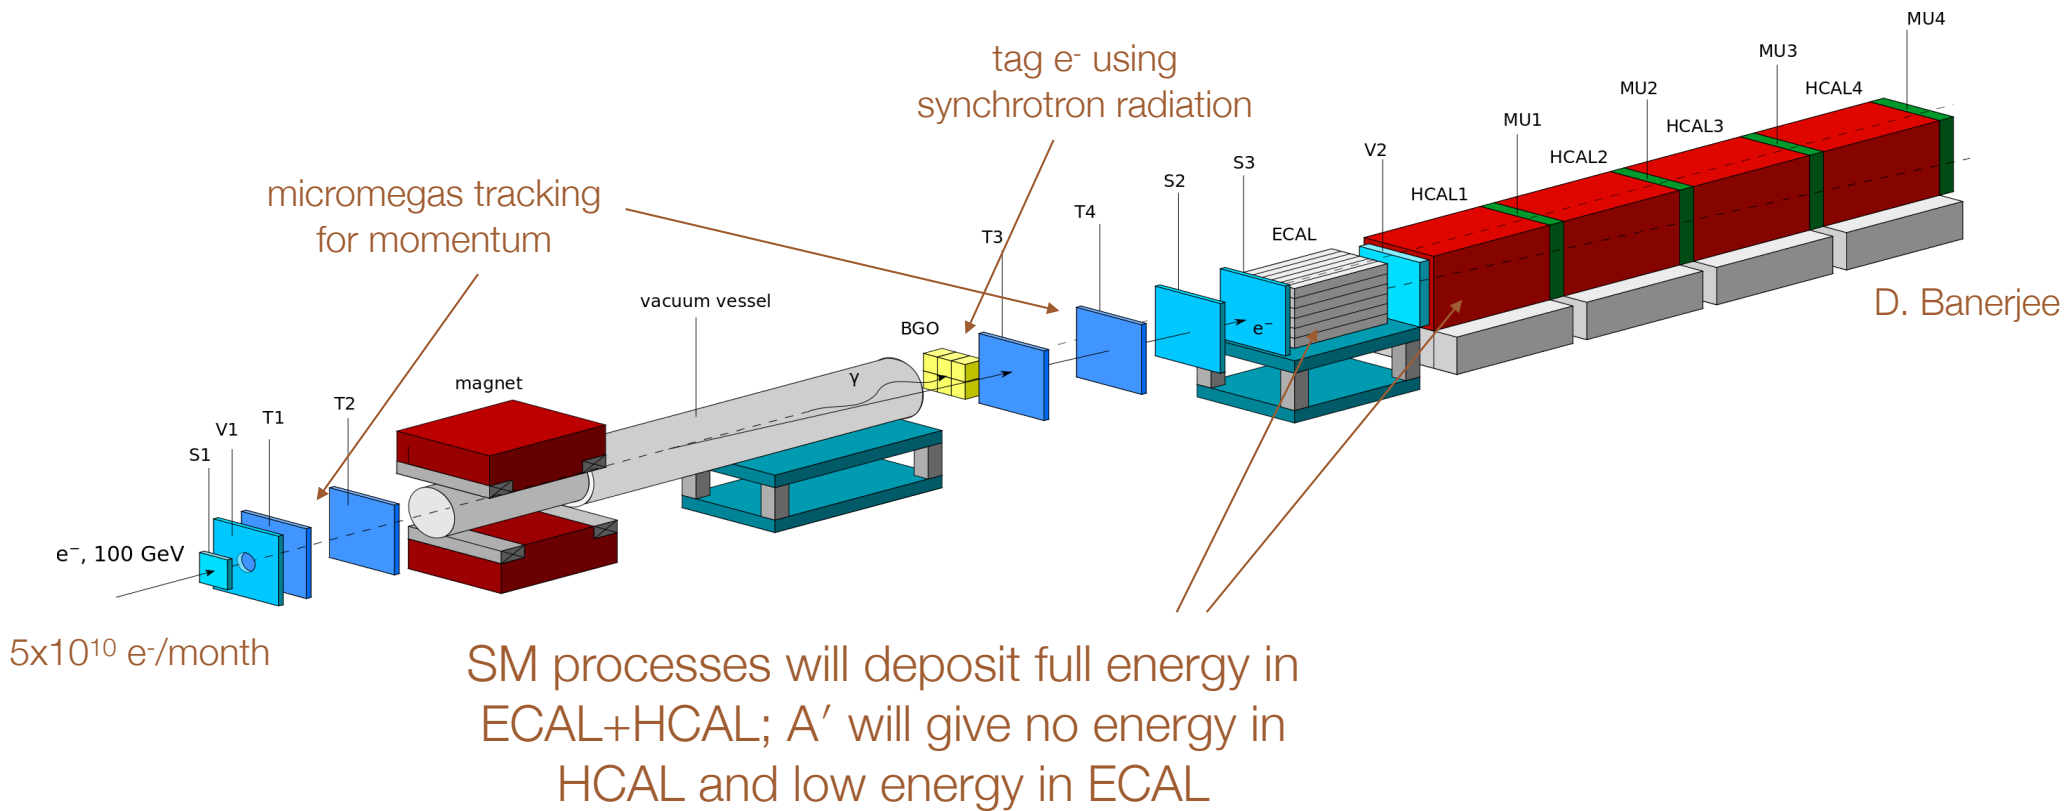 MU4
tag e- using
synchrotron radiation
MU3
MU2
HCAL4
MU1
HCAL3
V2
HCAL2
S3
S2
HCAL1
micromegas tracking
for momentum
T4
T3
ECAL
vacuum vessel
D. Banerjee
BGO
e⁻
γ
magnet
T2
T1
V1
S1
e⁻, 100 GeV
5x10¹⁰ e-/month
SM processes will deposit full energy in
ECAL+HCAL; A′ will give no energy in
HCAL and low energy in ECAL